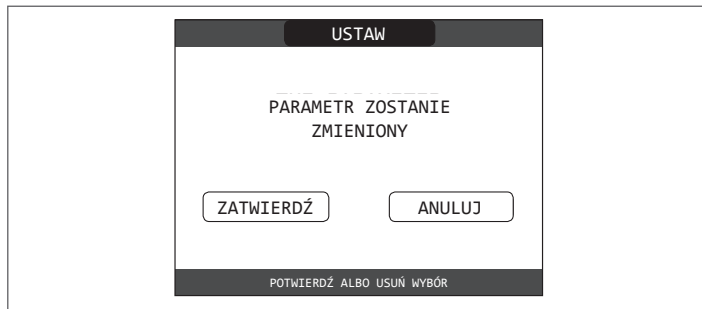 USTAW
PARAMETR ZOSTANIE
ZMIENIONY
ZATWIERDŹ
ANULUJ
POTWIERDŹ ALBO USUŃ WYBÓR